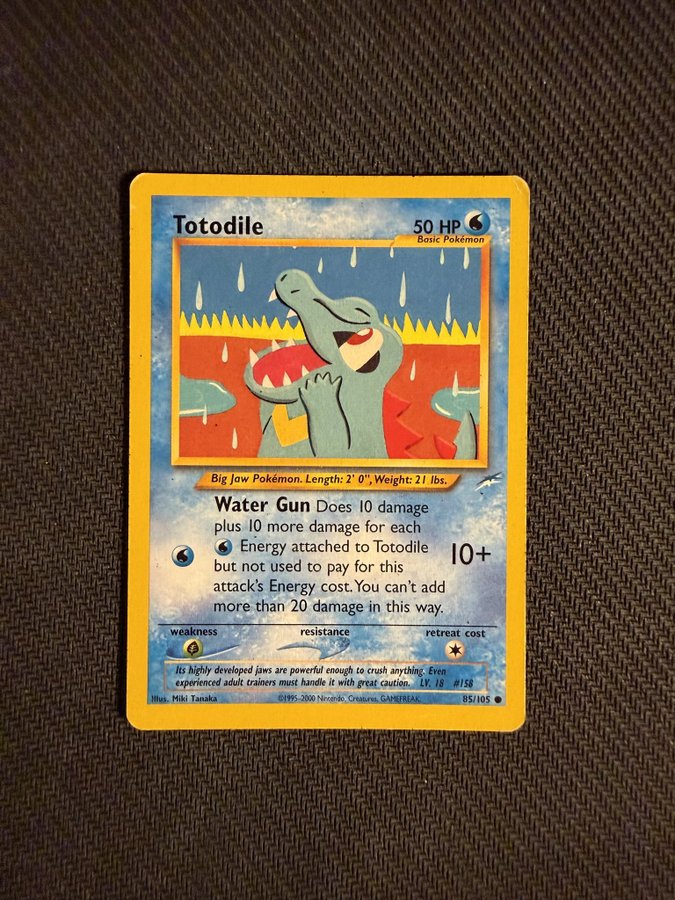 Totodile
50 HP
Basic Pokémon
Big Jaw Pokémon. Length: 2' 0", Weight: 21 lbs.
Water Gun Does 10 damage
plus 10 more damage for each
Energy attached to Totodile
but not used to pay for this
attack's Energy cost. You can't add
more than 20 damage in this way.
10+
weakness resistance retreat cost
Its highly developed jaws are powerful enough to crush anything. Even
experienced adult trainers must handle it with great caution. LV. 18 #158
Illus. Miki Tanaka ©1995-2000 Nintendo, Creatures, GAMEFREAK. 85/105